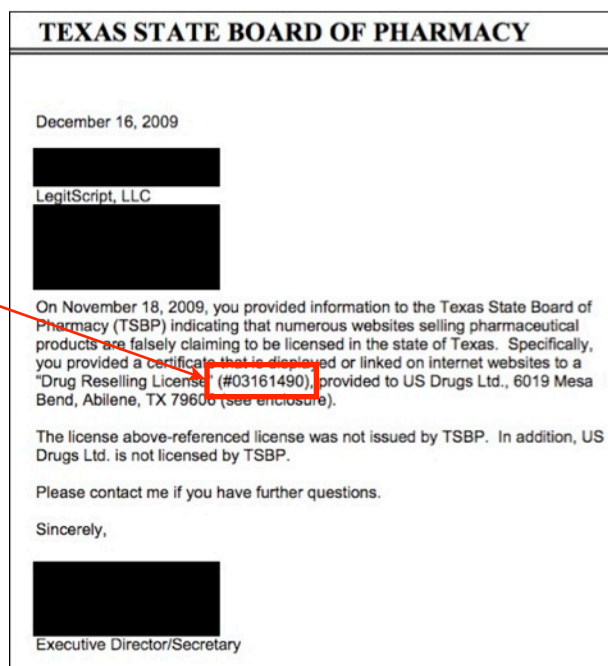 TEXAS STATE BOARD OF PHARMACY
December 16, 2009
LegitScript, LLC
On November 18, 2009, you provided information to the Texas State Board of
Pharmacy (TSBP) indicating that numerous websites selling pharmaceutical
products are falsely claiming to be licensed in the state of Texas.  Specifically,
you provided a certificate that is displayed or linked on internet websites to a
"Drug Reselling License" (#03161490), provided to US Drugs Ltd., 6019 Mesa
Bend, Abilene, TX 79606 (see enclosure).
The license above-referenced license was not issued by TSBP.  In addition, US
Drugs Ltd. is not licensed by TSBP.
Please contact me if you have further questions.
Sincerely,
Executive Director/Secretary